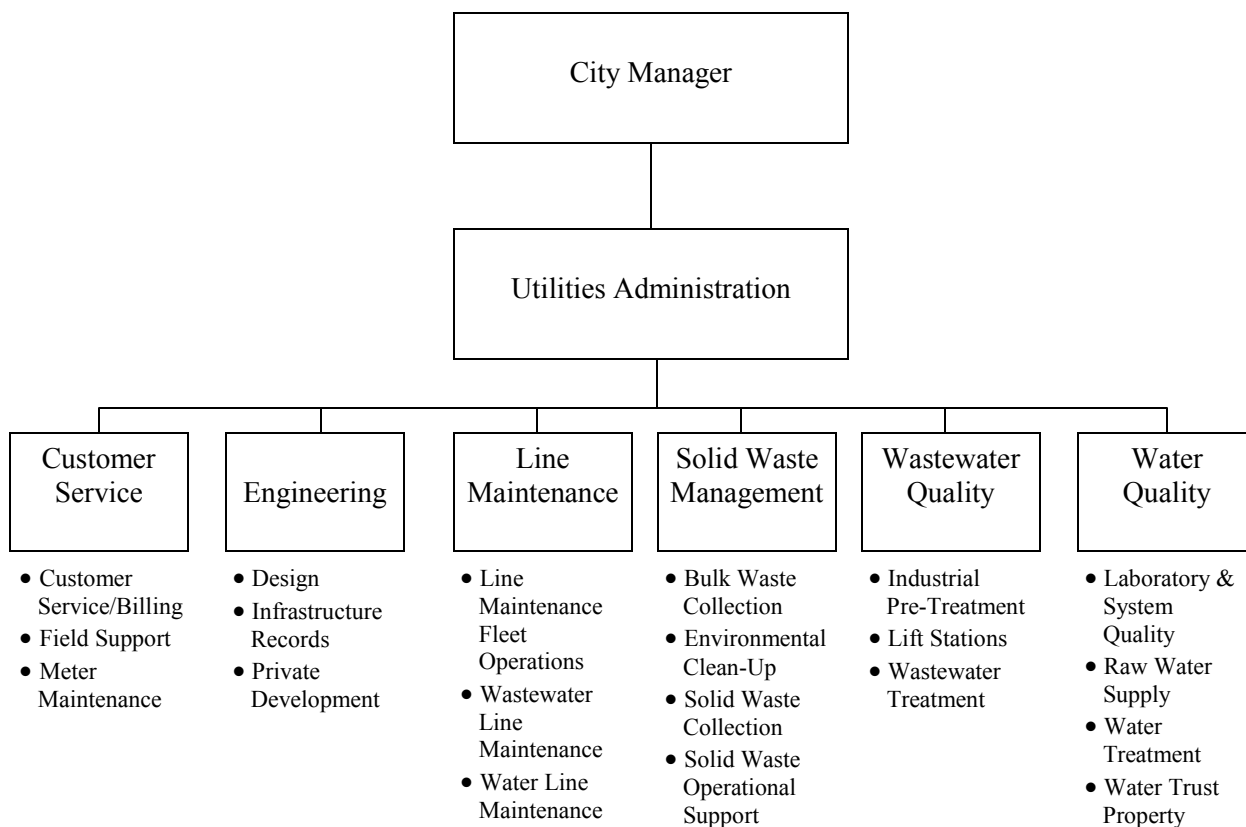 City Manager
Utilities Administration
Customer
Service
• Customer
Service/Billing
• Field Support
• Meter
Maintenance
Engineering
• Design
• Infrastructure
Records
• Private
Development
Line
Maintenance
• Line
Maintenance
Fleet
Operations
• Wastewater
Line
Maintenance
• Water Line
Maintenance
Solid Waste
Management
• Bulk Waste
Collection
• Environmental
Clean-Up
• Solid Waste
Collection
• Solid Waste
Operational
Support
Wastewater
Quality
• Industrial
Pre-Treatment
• Lift Stations
• Wastewater
Treatment
Water
Quality
• Laboratory &
System
Quality
• Raw Water
Supply
• Water
Treatment
• Water Trust
Property